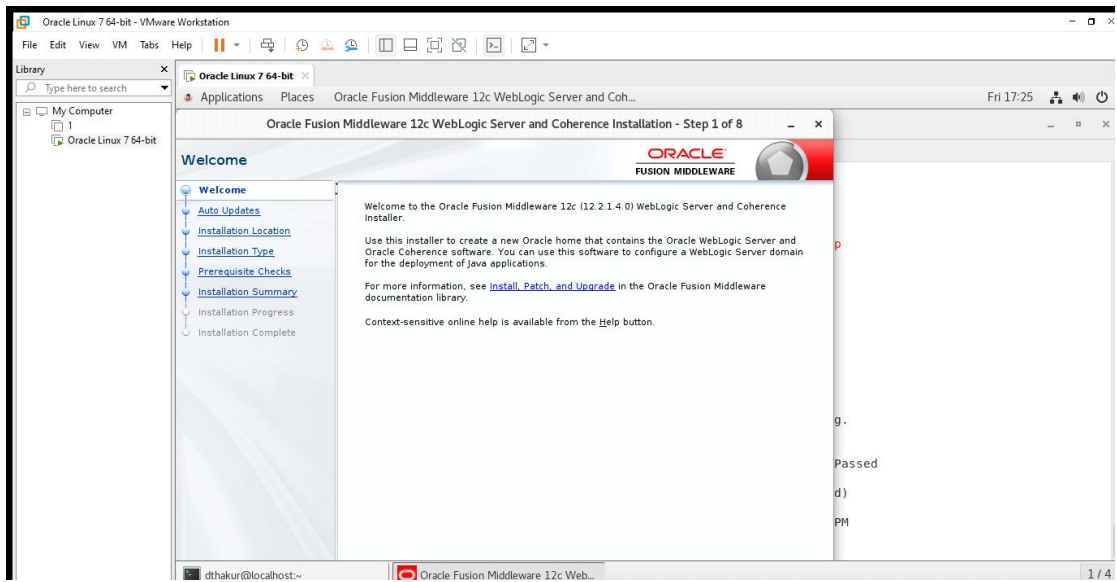 Oracle Linux 7 64-bit - VMware Workstation
File Edit View VM Tabs Help
Library
Type here to search
My Computer
1
Oracle Linux 7 64-bit
Oracle Linux 7 64-bit
Applications Places Oracle Fusion Middleware 12c WebLogic Server and Coh... Fri 17:25
Oracle Fusion Middleware 12c WebLogic Server and Coherence Installation - Step 1 of 8
Welcome
ORACLE
FUSION MIDDLEWARE
Welcome
Auto Updates
Installation Location
Installation Type
Prerequisite Checks
Installation Summary
Installation Progress
Installation Complete
Welcome to the Oracle Fusion Middleware 12c (12.2.1.4.0) WebLogic Server and Coherence
Installer.
Use this installer to create a new Oracle home that contains the Oracle WebLogic Server and
Oracle Coherence software. You can use this software to configure a WebLogic Server domain
for the deployment of Java applications.
For more information, see Install, Patch, and Upgrade in the Oracle Fusion Middleware
documentation library.
Context-sensitive online help is available from the Help button.
p
g.
Passed
d)
PM
dthakur@localhost:~ Oracle Fusion Middleware 12c Web... 1 / 4